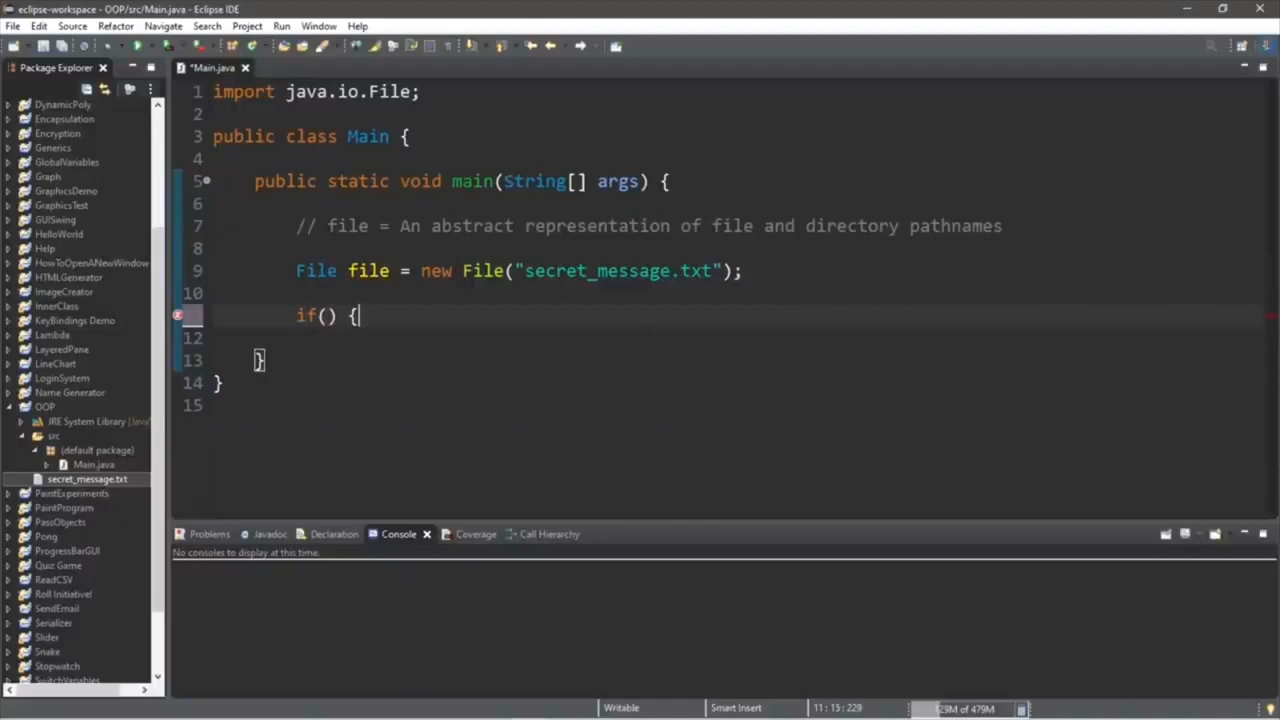 eclipse-workspace - OOP/src/Main.java - Eclipse IDE
File Edit Source Refactor Navigate Search Project Run Window Help
Package Explorer
*Main.java
DynamicPoly
Encapsulation
Encryption
Generics
GlobalVariables
Graph
GraphicsDemo
GraphicsTest
GUISwing
HelloWorld
Help
HowToOpenANewWindow
HTMLGenerator
ImageCreator
InnerClass
KeyBindings Demo
Lambda
LayeredPane
LineChart
LoginSystem
Name Generator
OOP
JRE System Library [Java
src
(default package)
Main.java
secret_message.txt
PaintExperiments
PaintProgram
PassObjects
Pong
ProgressBarGUI
Quiz Game
ReadCSV
Roll Initiative!
SendEmail
Serializer
Slider
Snake
Stopwatch
SwitchVariables
1 import java.io.File;
2
3 public class Main {
4
5 public static void main(String[] args) {
6
7 // file = An abstract representation of file and directory pathnames
8
9 File file = new File("secret_message.txt");
10
if() {
12
13 }
14 }
15
Problems Javadoc Declaration Console Coverage Call Hierarchy
No consoles to display at this time.
Writable Smart Insert 11 : 15 : 229 129M of 479M